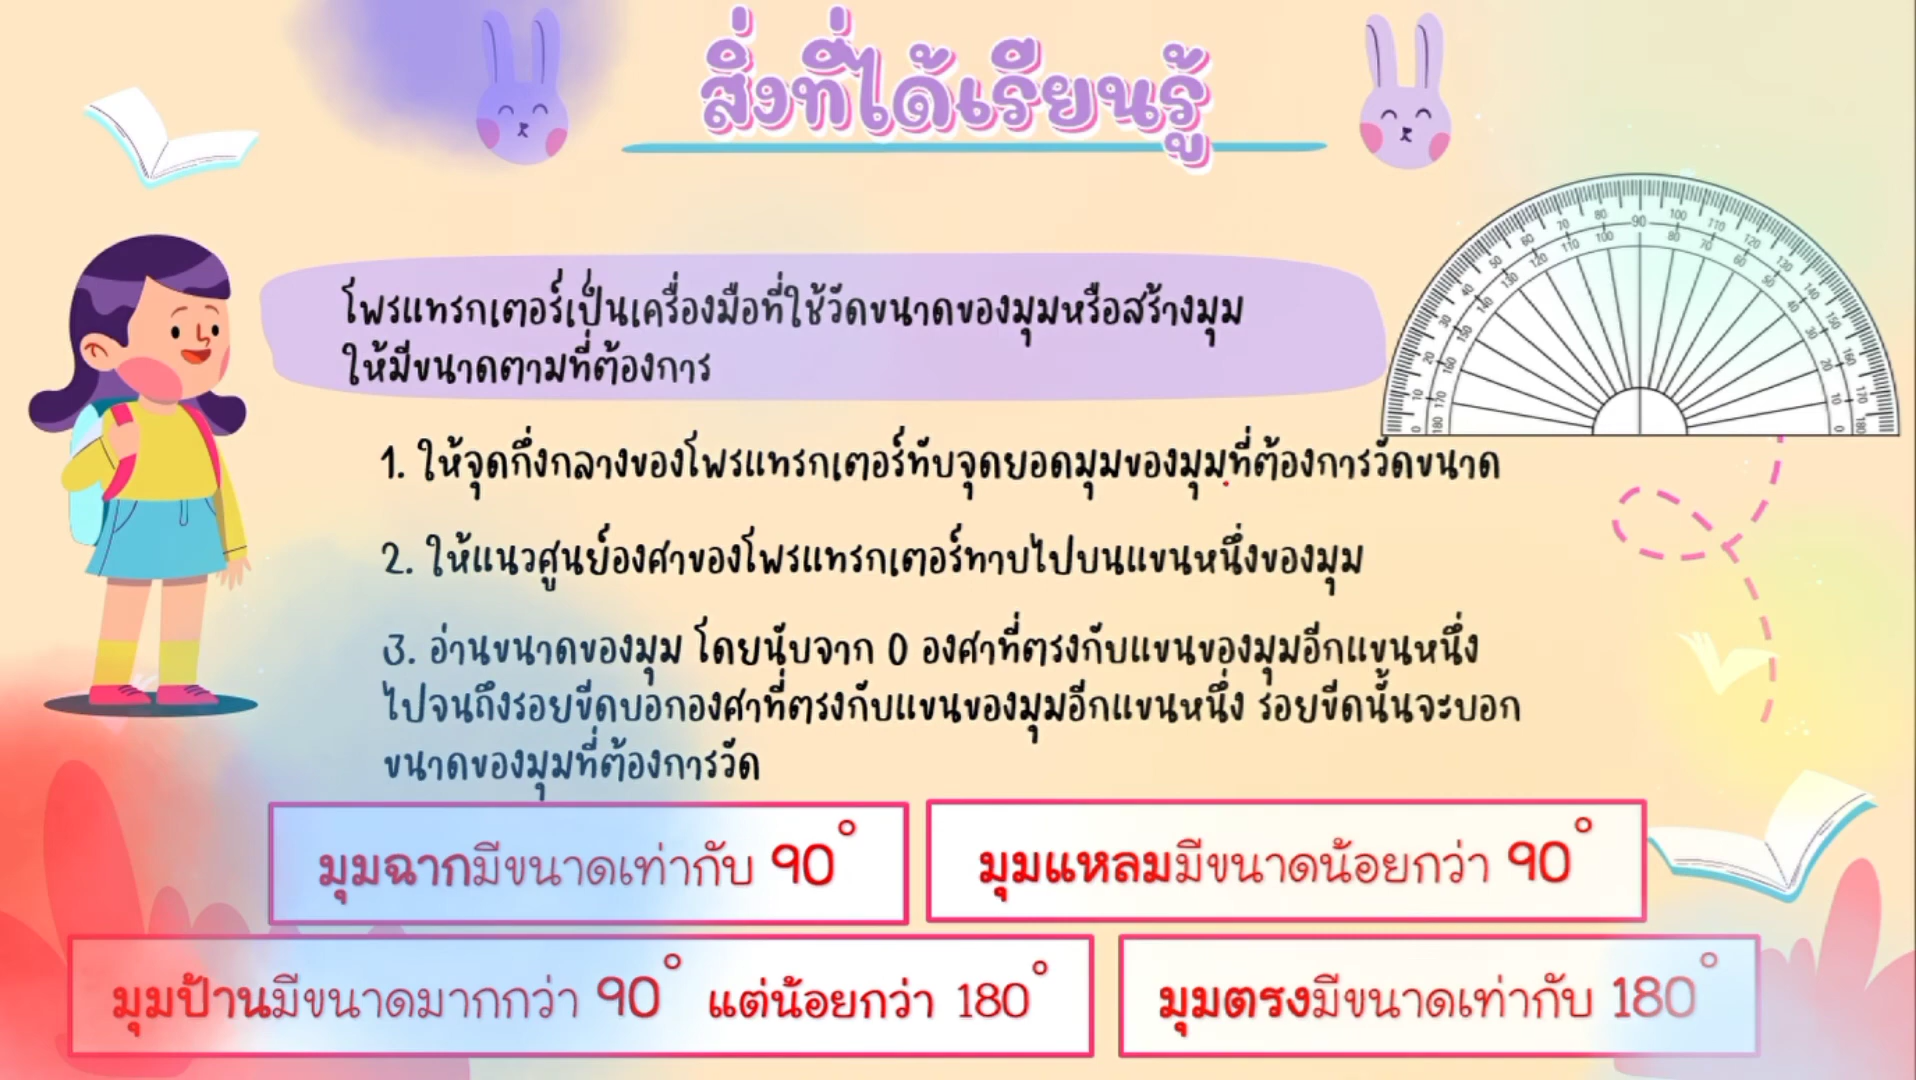 สิ่งที่ได้เรียนรู้
โพรแทรกเตอร์เป็นเครื่องมือที่ใช้วัดขนาดของมุมหรือสร้างมุม
ให้มีขนาดตามที่ต้องการ
1. ให้จุดกึ่งกลางของโพรแทรกเตอร์ทับจุดยอดมุมของมุมที่ต้องการวัดขนาด
2. ให้แนวศูนย์องศาของโพรแทรกเตอร์ทาบไปบนแขนหนึ่งของมุม
3. อ่านขนาดของมุม โดยนับจาก 0 องศาที่ตรงกับแขนของมุมอีกแขนหนึ่ง
ไปจนถึงรอยขีดบอกองศาที่ตรงกับแขนของมุมอีกแขนหนึ่ง รอยขีดนั้นจะบอก
ขนาดของมุมที่ต้องการวัด
มุมฉากมีขนาดเท่ากับ 90°
มุมแหลมมีขนาดน้อยกว่า 90°
มุมป้านมีขนาดมากกว่า 90° แต่น้อยกว่า 180°
มุมตรงมีขนาดเท่ากับ 180°